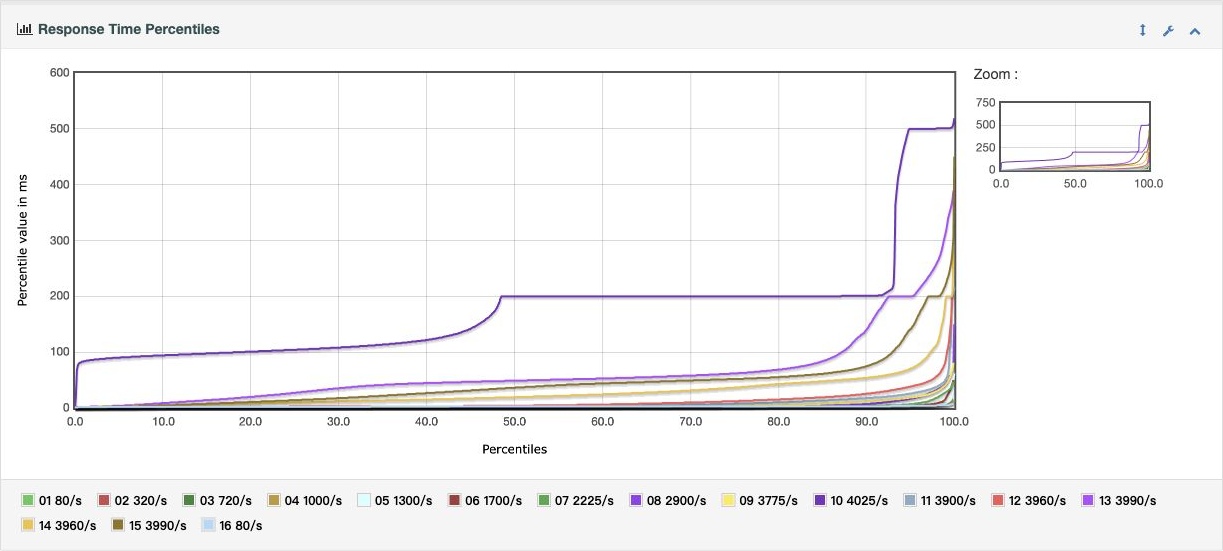 Response Time Percentiles
Zoom :
600
500
400
300
200
100
0
Percentile value in ms
0.0 10.0 20.0 30.0 40.0 50.0 60.0 70.0 80.0 90.0 100.0
Percentiles
750
500
250
0
0.0 50.0 100.0
01 80/s 02 320/s 03 720/s 04 1000/s 05 1300/s 06 1700/s 07 2225/s 08 2900/s 09 3775/s 10 4025/s 11 3900/s 12 3960/s 13 3990/s
14 3960/s 15 3990/s 16 80/s